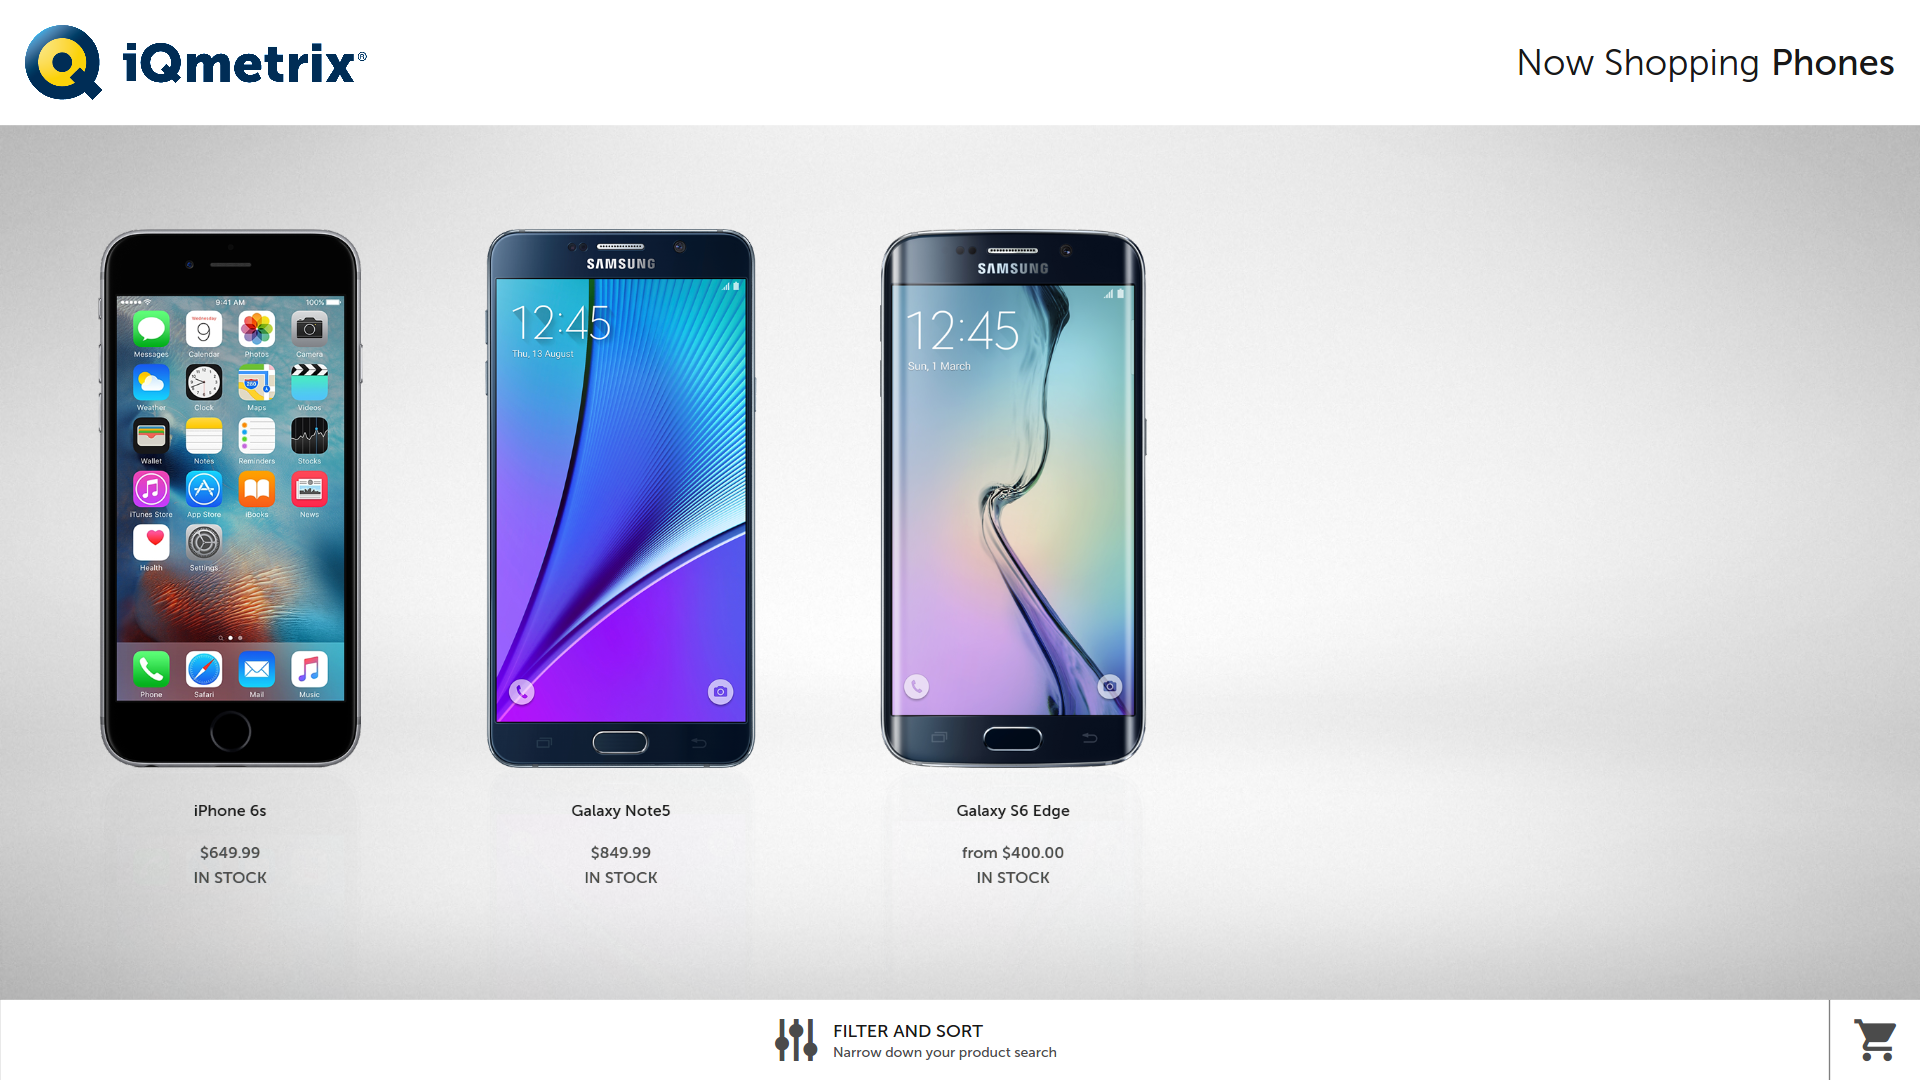 iQmetrix®
Now Shopping Phones
9:41 AM
100%
Wednesday
9
Messages
Calendar
Photos
Camera
280
Weather
Clock
Maps
Videos
Wallet
Notes
Reminders
Stocks
iTunes Store
App Store
iBooks
News
Health
Settings
Phone
Safari
Mail
Music
SAMSUNG
12:45
Thu, 13 August
SAMSUNG
12:45
Sun, 1 March
iPhone 6s
$649.99
IN STOCK
Galaxy Note5
$849.99
IN STOCK
Galaxy S6 Edge
from $400.00
IN STOCK
FILTER AND SORT
Narrow down your product search